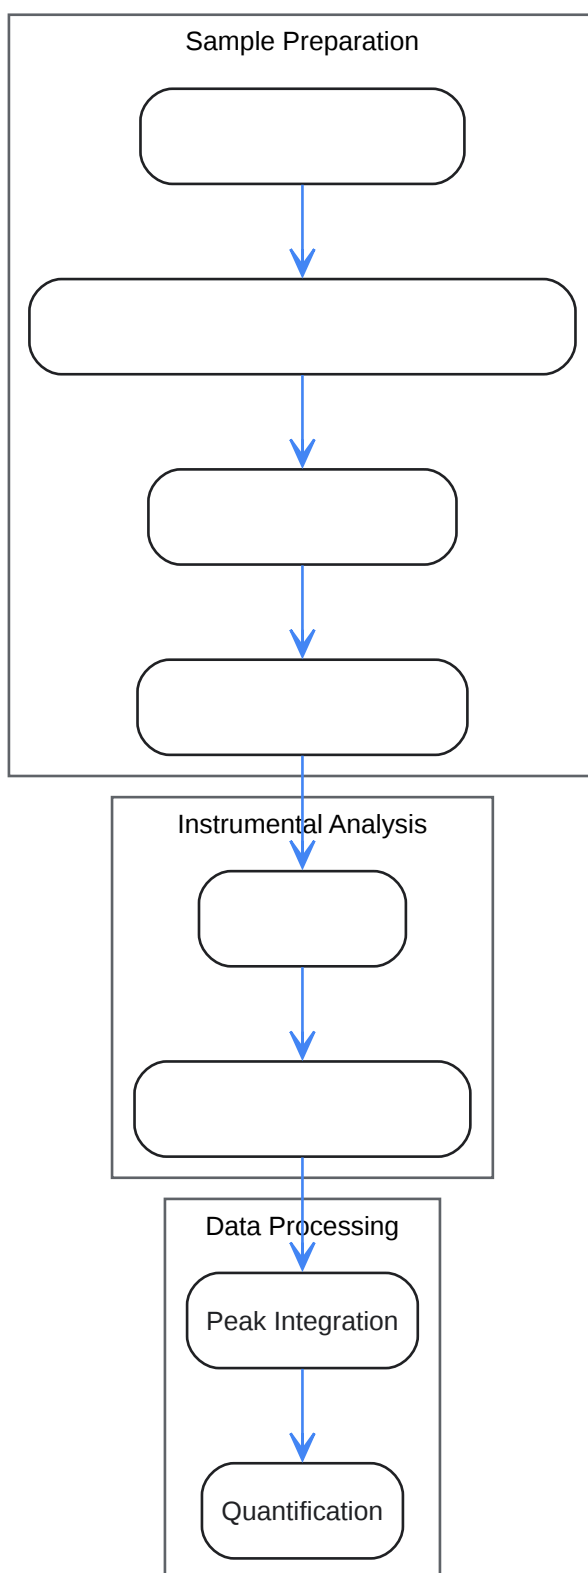 Sample Preparation
Instrumental Analysis
Data Processing
Peak Integration
Quantification